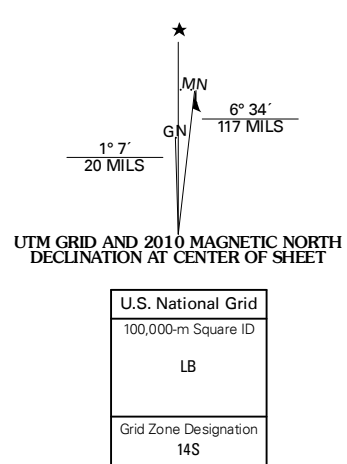 ★
MN
6° 34´
GN
117 MILS
1° 7´
20 MILS
UTM GRID AND 2010 MAGNETIC NORTH
DECLINATION AT CENTER OF SHEET
U.S. National Grid
100,000-m Square ID
LB
Grid Zone Designation
14S